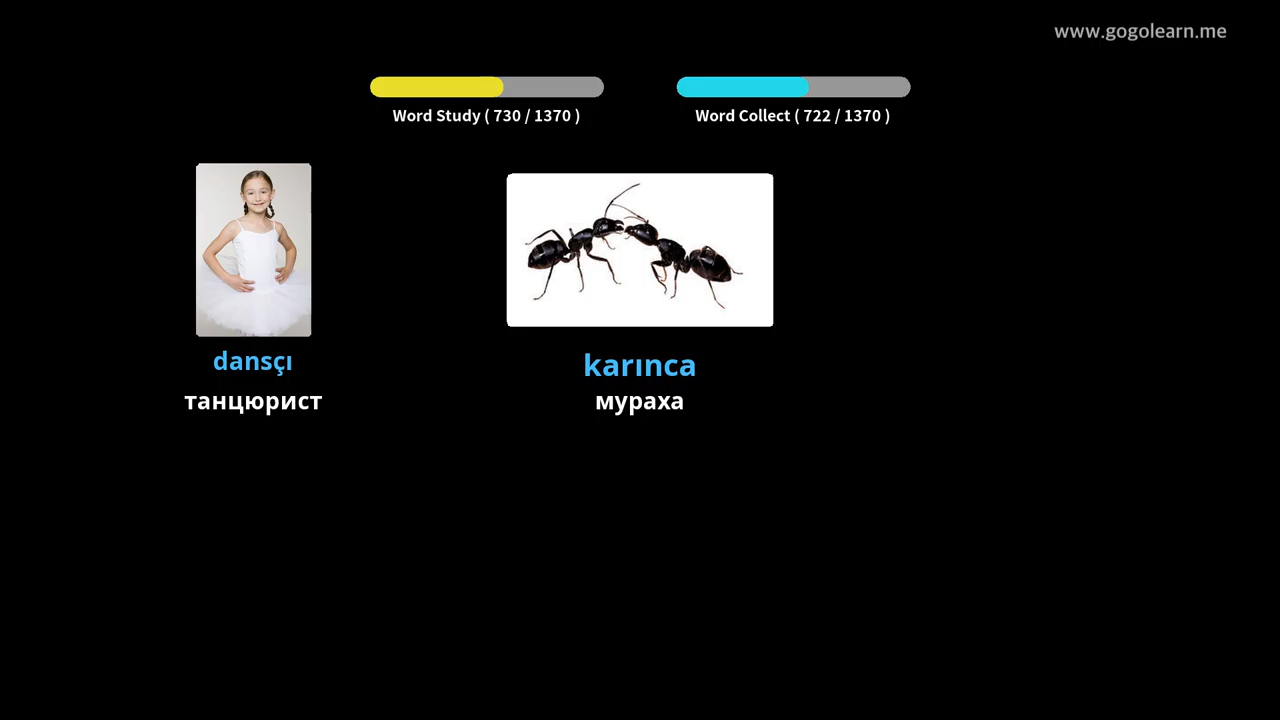 www.gogolearn.me
Word Study ( 730 / 1370 )
Word Collect ( 722 / 1370 )
dansçı
танцюрист
karınca
мураха